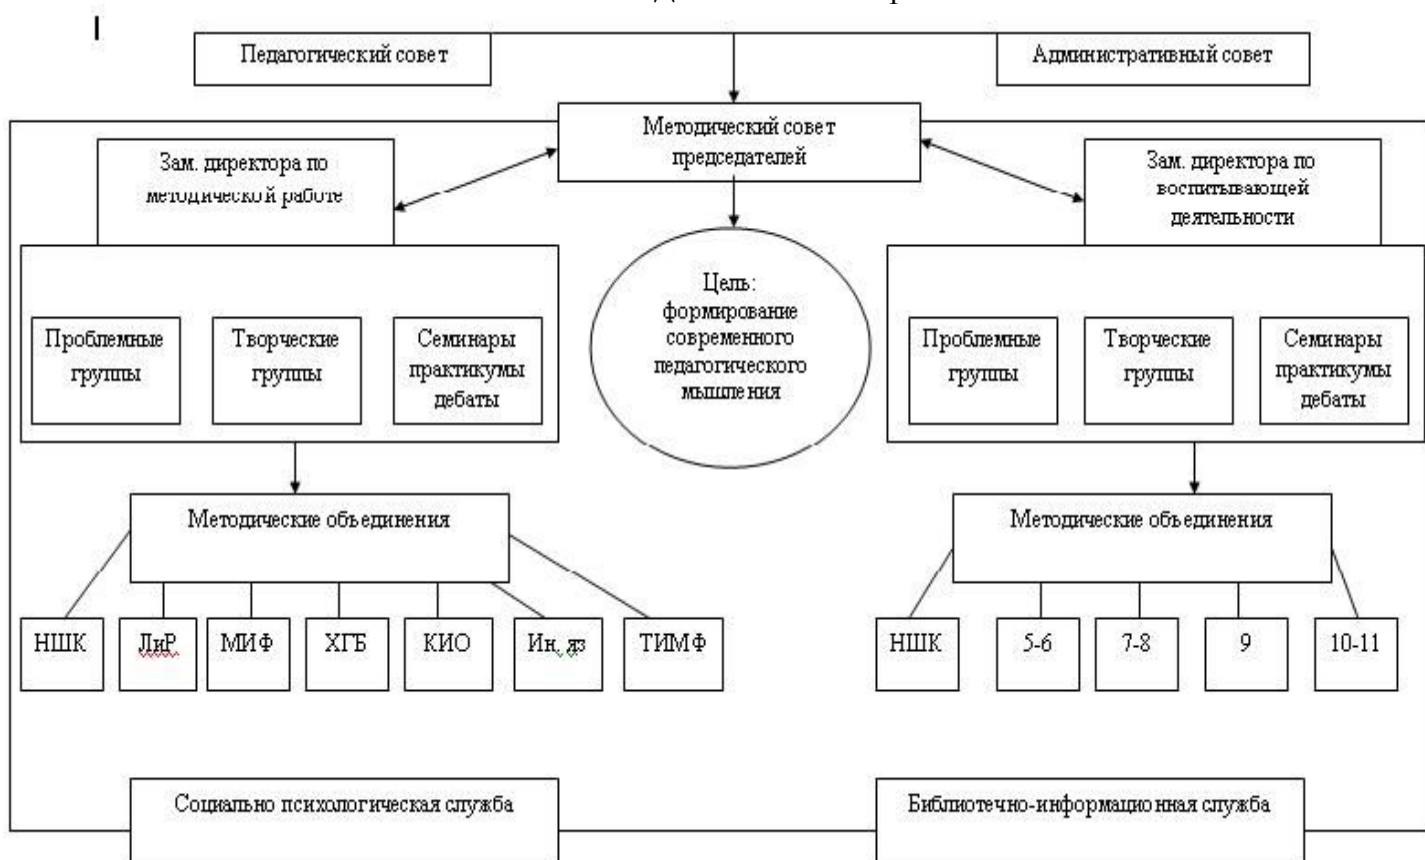 Педагогический совет
Административный совет
Методический совет
председателей
Зам. директора по
методической работе
Зам. директора по
воспитывающей
деятельности
Цель:
формирование
современного
педагогического
мышления
Проблемные
группы
Творческие
группы
Семинары
практикумы
дебаты
Проблемные
группы
Творческие
группы
Семинары
практикумы
дебаты
Методические объединения
Методические объединения
НШК
ЛиР
МИФ
ХГБ
КИО
Ин. яз
ТИМФ
НШК
5-6
7-8
9
10-11
Социально психологическая служба
Библиотечно-информационная служба